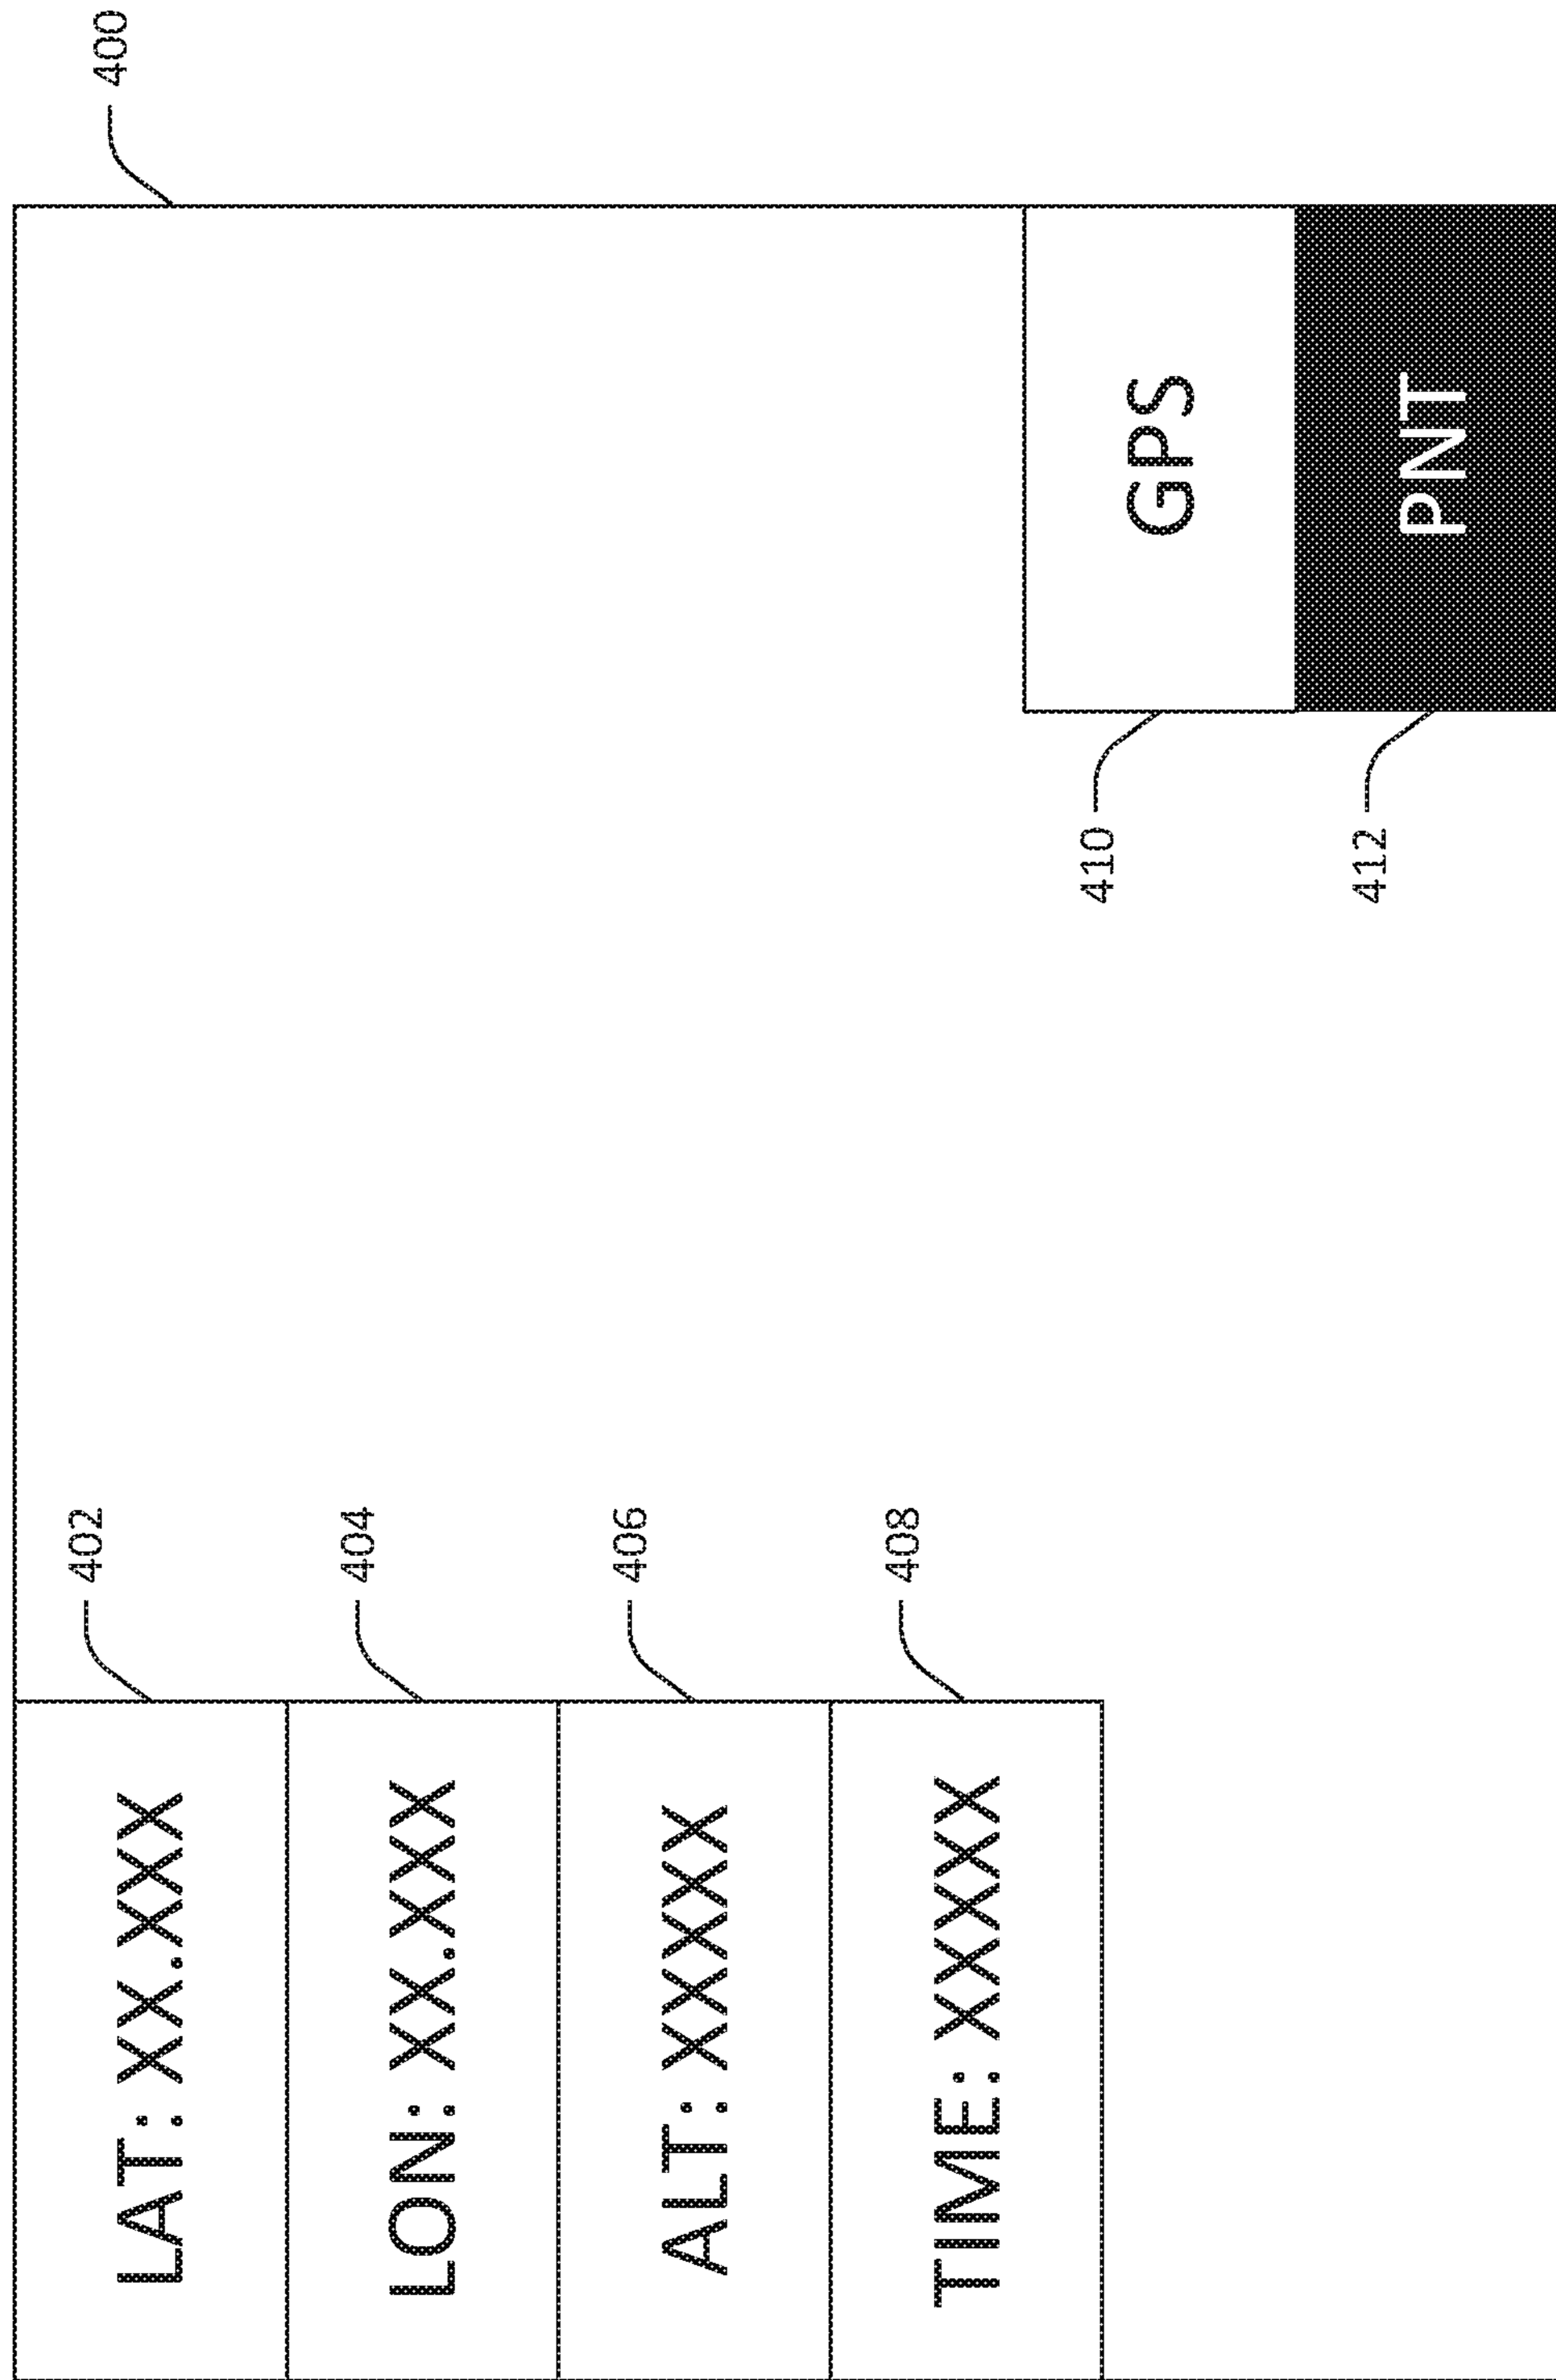 400
LAT: XX.XXX
402
LON: XX.XXX
404
ALT: XXXXX
406
TIME: XXXXX
408
410
GPS
412
PNT